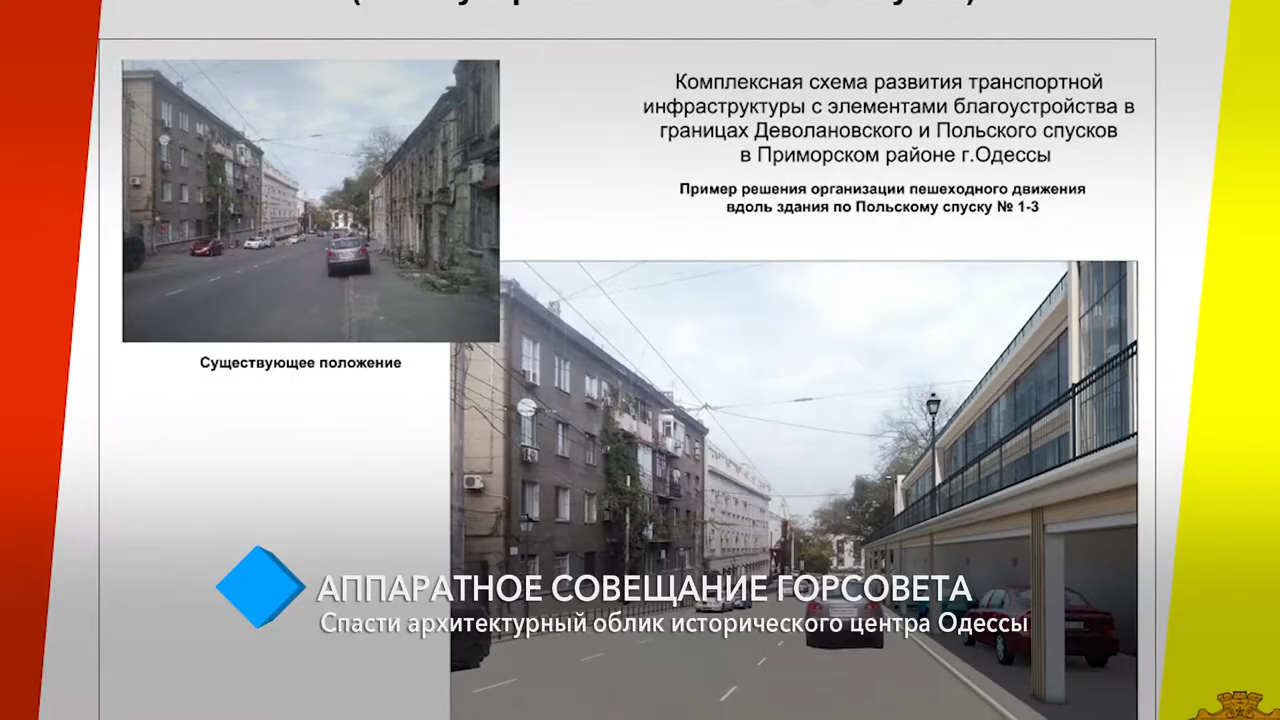 Комплексная схема развития транспортной
инфраструктуры с элементами благоустройства в
границах Деволановского и Польского спусков
в Приморском районе г.Одессы
Пример решения организации пешеходного движения
вдоль здания по Польскому спуску № 1-3
Существующее положение
АППАРАТНОЕ СОВЕЩАНИЕ ГОРСОВЕТА
Спасти архитектурный облик исторического центра Одессы